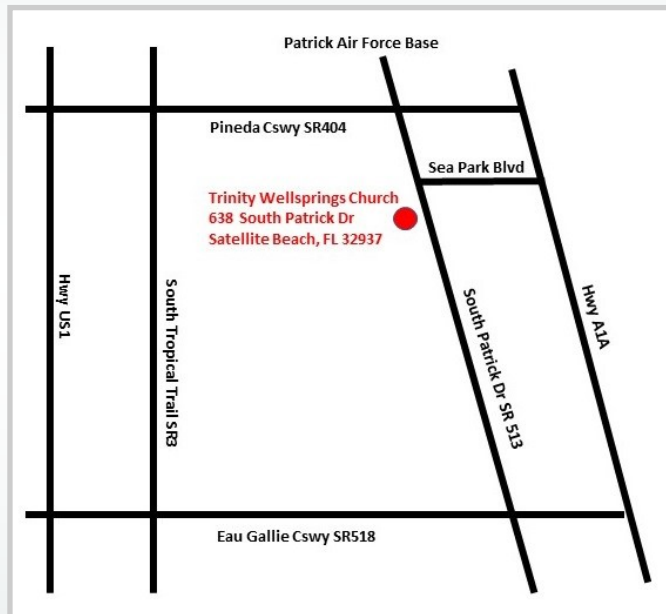 Patrick Air Force Base
Pineda Cswy SR404
Sea Park Blvd
Trinity Wellsprings Church
638 South Patrick Dr
Satellite Beach, FL 32937
Hwy US1
South Tropical Trail SR3
South Patrick Dr SR 513
Hwy A1A
Eau Gallie Cswy SR518